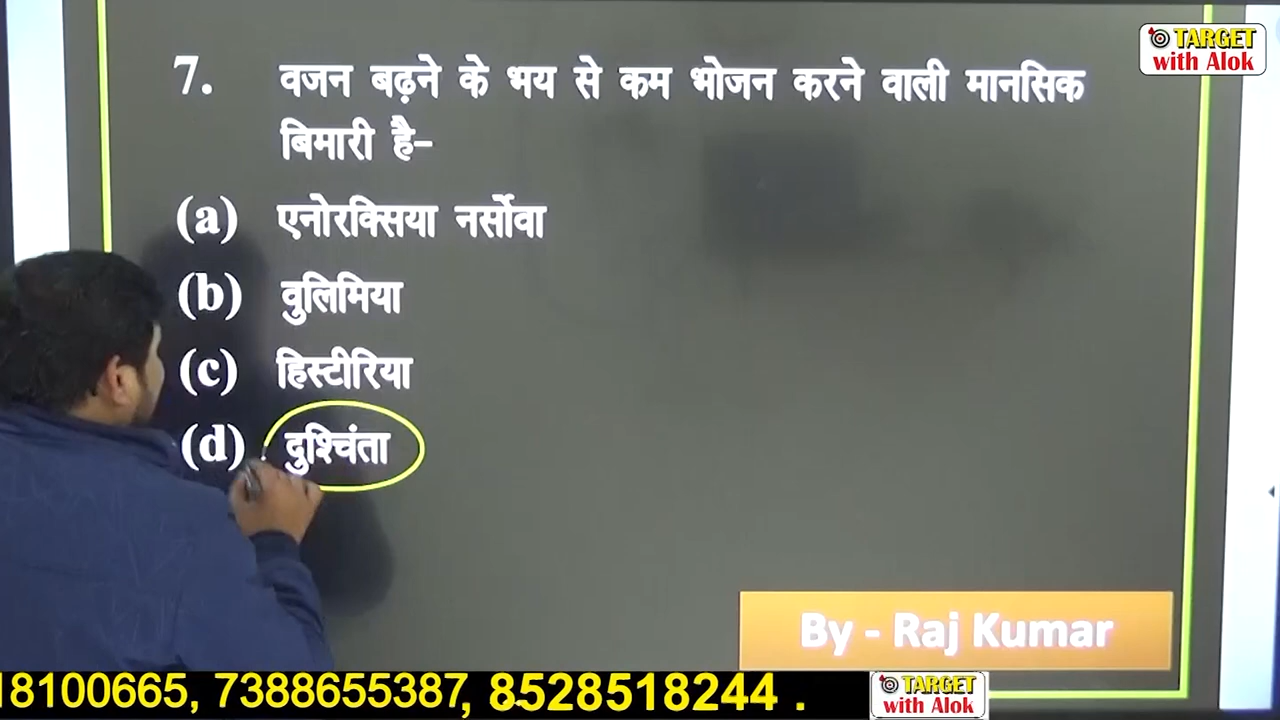 TARGET
with Alok
7. वजन बढ़ने के भय से कम भोजन करने वाली मानसिक
बिमारी है-
(a) एनोरक्सिया नर्सोवा
(b) वुलिमिया
(c) हिस्टीरिया
(d) दुश्चिंता
By - Raj Kumar
18100665, 7388655387, 8528518244 .
TARGET
with Alok